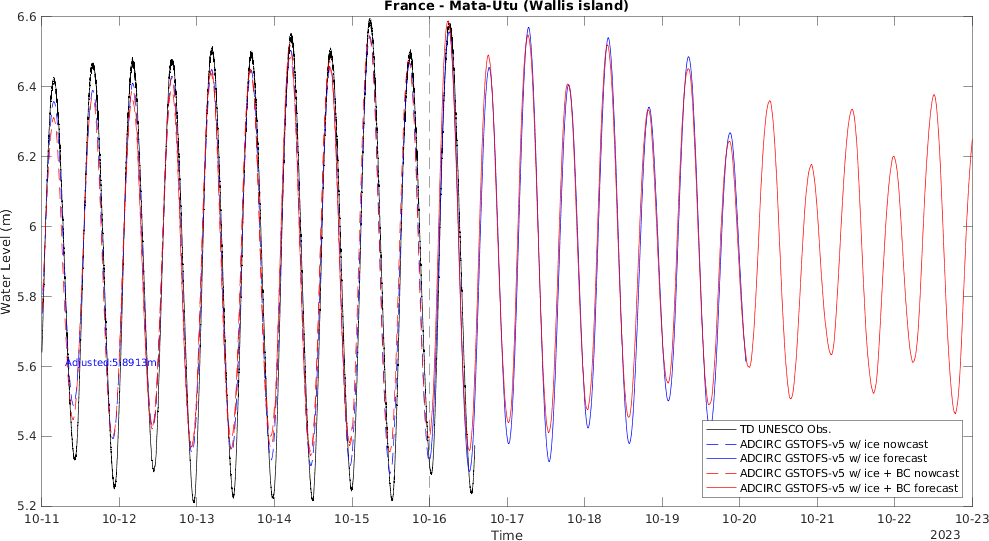 France - Mata-Utu (Wallis island)
6.6
6.4
6.2
6
5.8
5.6
5.4
5.2
Water Level (m)
Adjusted:5.8913m
TD UNESCO Obs.
ADCIRC GSTOFS-v5 w/ ice nowcast
ADCIRC GSTOFS-v5 w/ ice forecast
ADCIRC GSTOFS-v5 w/ ice + BC nowcast
ADCIRC GSTOFS-v5 w/ ice + BC forecast
10-11 10-12 10-13 10-14 10-15 10-16 10-17 10-18 10-19 10-20 10-21 10-22 10-23
Time
2023